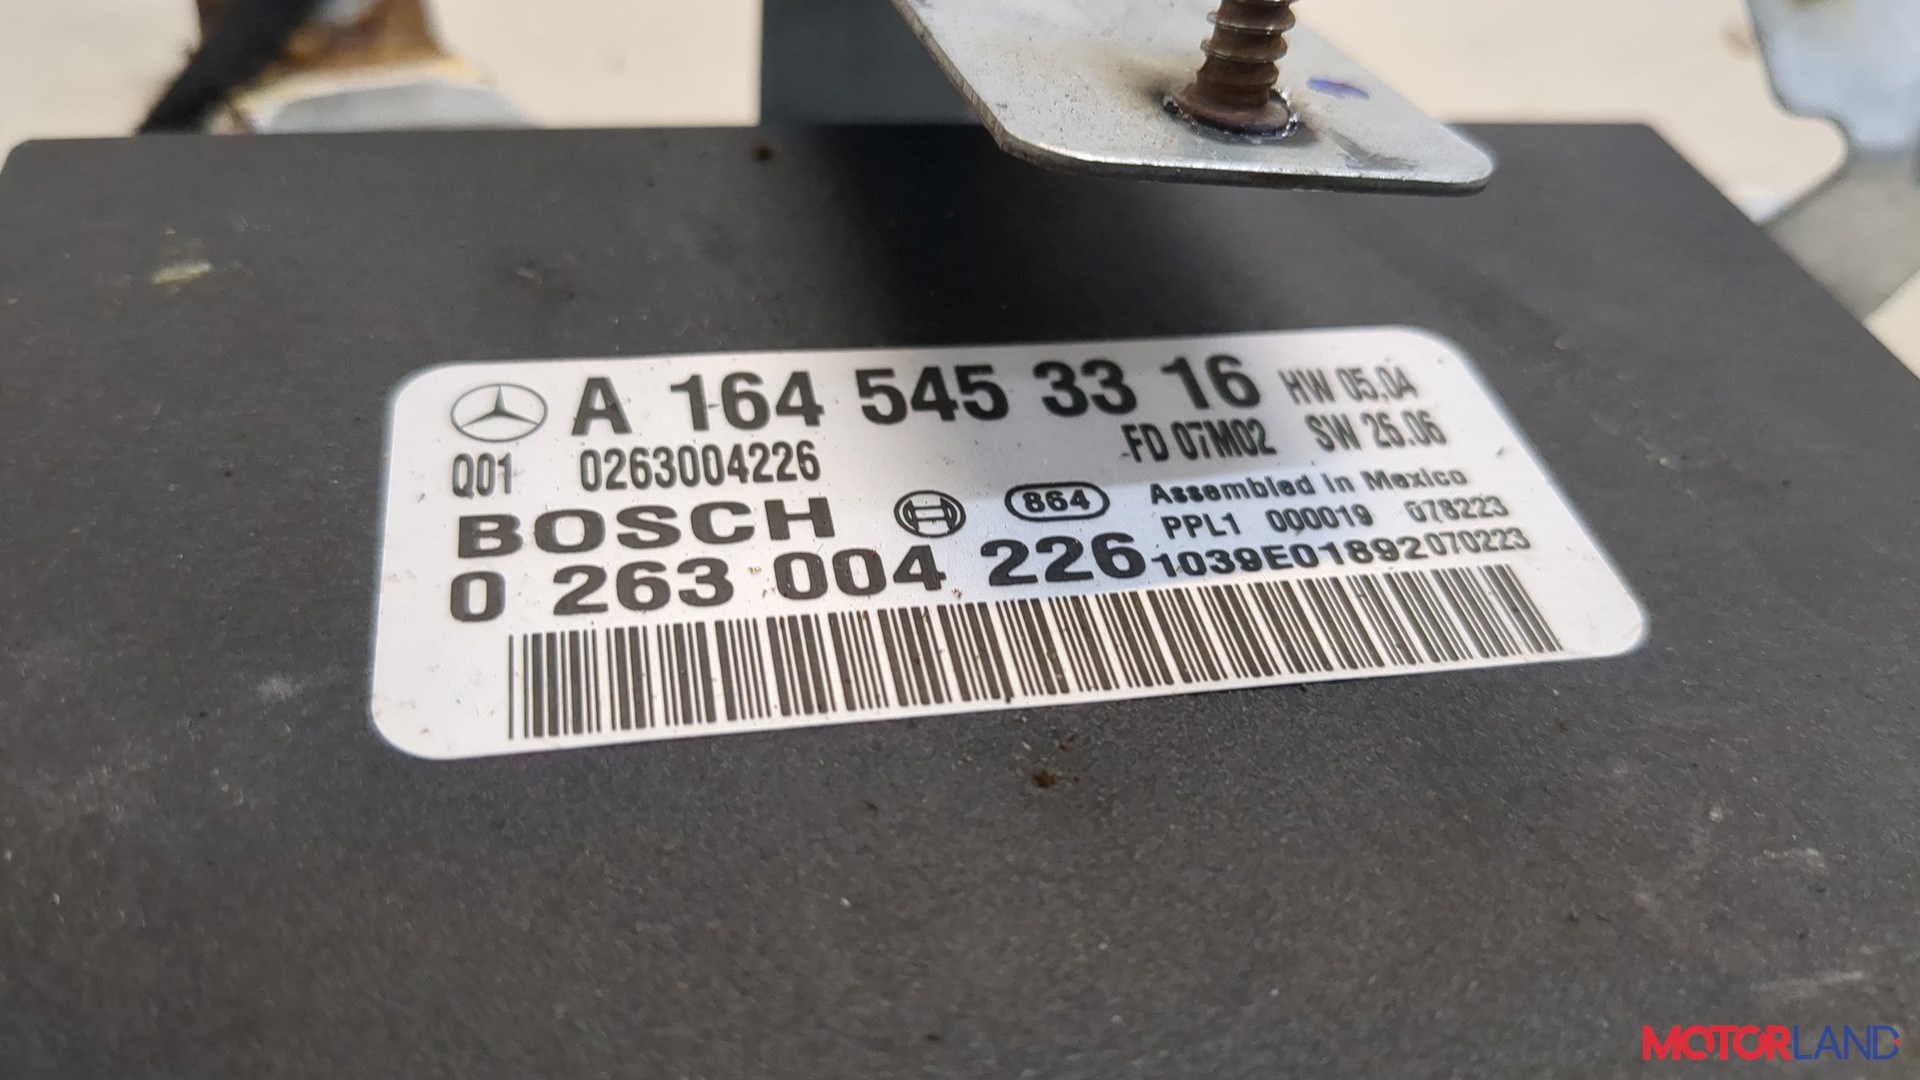 A 164 545 33 16 HW 05.04
FD 07M02 SW 26.06
Q01 0263004226
BOSCH 864 Assembled in Mexico
PPL1 000019 078223
0 263 004 226 1039E01892070223
MOTORLAND